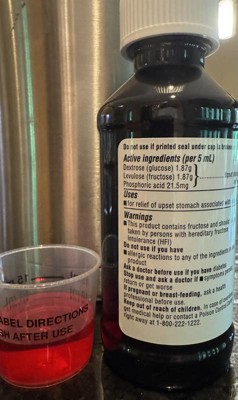 Do not use if printed seal under cap is broken
Active ingredients (per 5 mL)
Dextrose (glucose) 1.87g
Levulose (fructose) 1.87g
Phosphoric acid 21.5mg
Uses
for relief of upset stomach associated with
Warnings
This product contains fructose and should
taken by persons with hereditary fructose
intolerance (HFI)
Do not use if you have
allergic reactions to any of the ingredients in
product
Ask a doctor before use if you have diabetes
Stop use and ask a doctor if symptoms
return or get worse
If pregnant or breast-feeding, ask a health
professional before use.
Keep out of reach of children. In case of
get medical help or contact a Poison Control
right away at 1-800-222-1222.
ABEL DIRECTIONS
SH AFTER USE